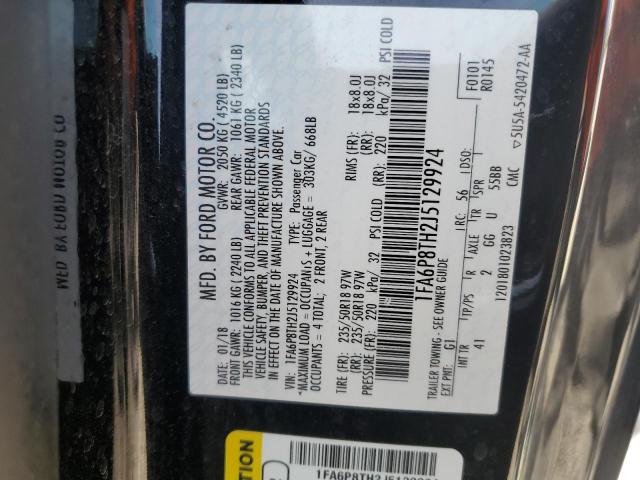 MFD. BY FORD MOTOR CO.
DATE: 01/18 GVWR: 2050 KG ( 4520 LB)
FRONT GAWR: 1016 KG (2240 LB) REAR GAWR: 1061 KG ( 2340 LB)
THIS VEHICLE CONFORMS TO ALL APPLICABLE FEDERAL MOTOR
VEHICLE SAFETY, BUMPER, AND THEFT PREVENTION STANDARDS
IN EFFECT ON THE DATE OF MANUFACTURE SHOWN ABOVE.
VIN: 1FA6P8TH2J5129924 TYPE: Passenger Car
*MAXIMUM LOAD = OCCUPANTS + LUGGAGE = 303KG/ 668LB
OCCUPANTS = 4 TOTAL; 2 FRONT, 2 REAR
TIRE (FR): 235/50R18 97W RIMS (FR): 18x8.0J
(RR): 235/50R18 97W (RR): 18x8.0J
PRESSURE (FR): 220 kPa/ 32 PSI COLD (RR): 220 kPa/ 32 PSI COLD
1FA6P8TH2J5129924
TRAILER TOWING - SEE OWNER GUIDE
EXT PNT: G1 RC: 56 DSO: F0101
R0145
INT TR TP/PS R AXLE TR SPR
41 2 GG U 55BB
1201B01023823 CMC 5U5A-5420472-AA
MFD. BY FORD MOTOR CO